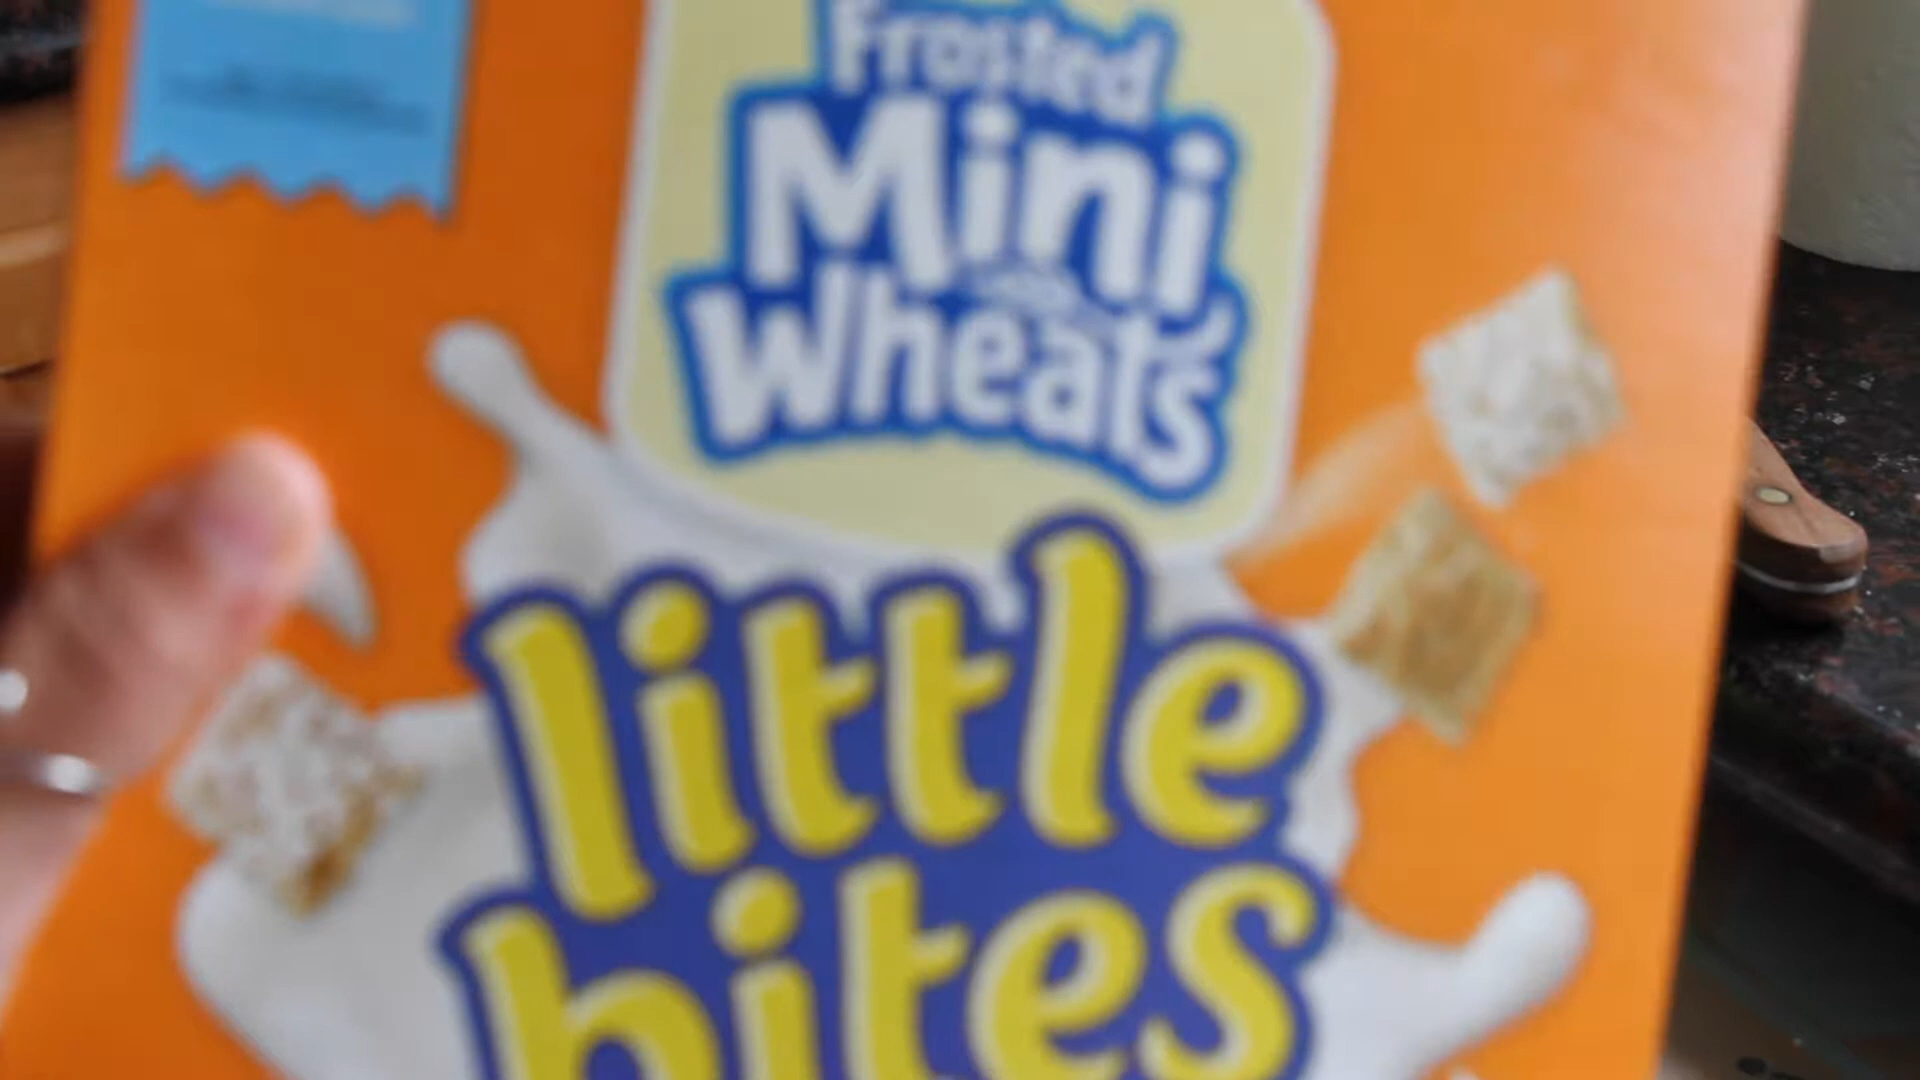 Frosted
Mini
Wheats
little
bites